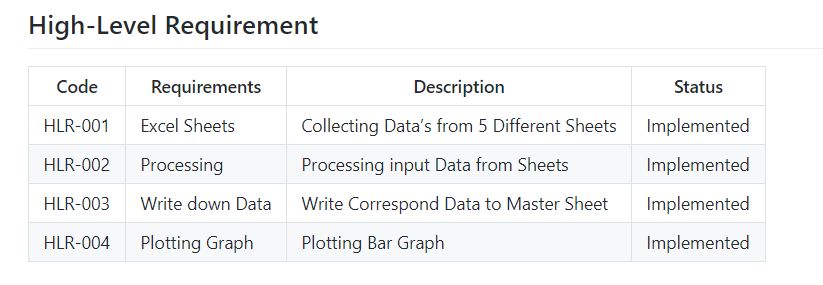 High-Level Requirement
Code Requirements Description Status
HLR-001 Excel Sheets Collecting Data’s from 5 Different Sheets Implemented
HLR-002 Processing Processing input Data from Sheets Implemented
HLR-003 Write down Data Write Correspond Data to Master Sheet Implemented
HLR-004 Plotting Graph Plotting Bar Graph Implemented